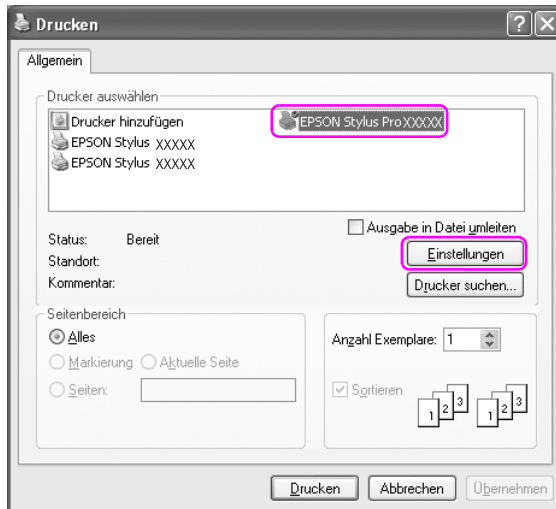 Drucken
Allgemein
Drucker auswählen
Drucker hinzufügen
EPSON Stylus XXXXX
EPSON Stylus XXXXX
EPSON Stylus Pro XXXXX
Status: Bereit
Standort:
Kommentar:
Ausgabe in Datei umleiten
Einstellungen
Drucker suchen...
Seitenbereich
Alles
Markierung Aktuelle Seite
Seiten:
Anzahl Exemplare: 1
Sortieren
1 2 3 1 2 3
Drucken Abbrechen Übernehmen